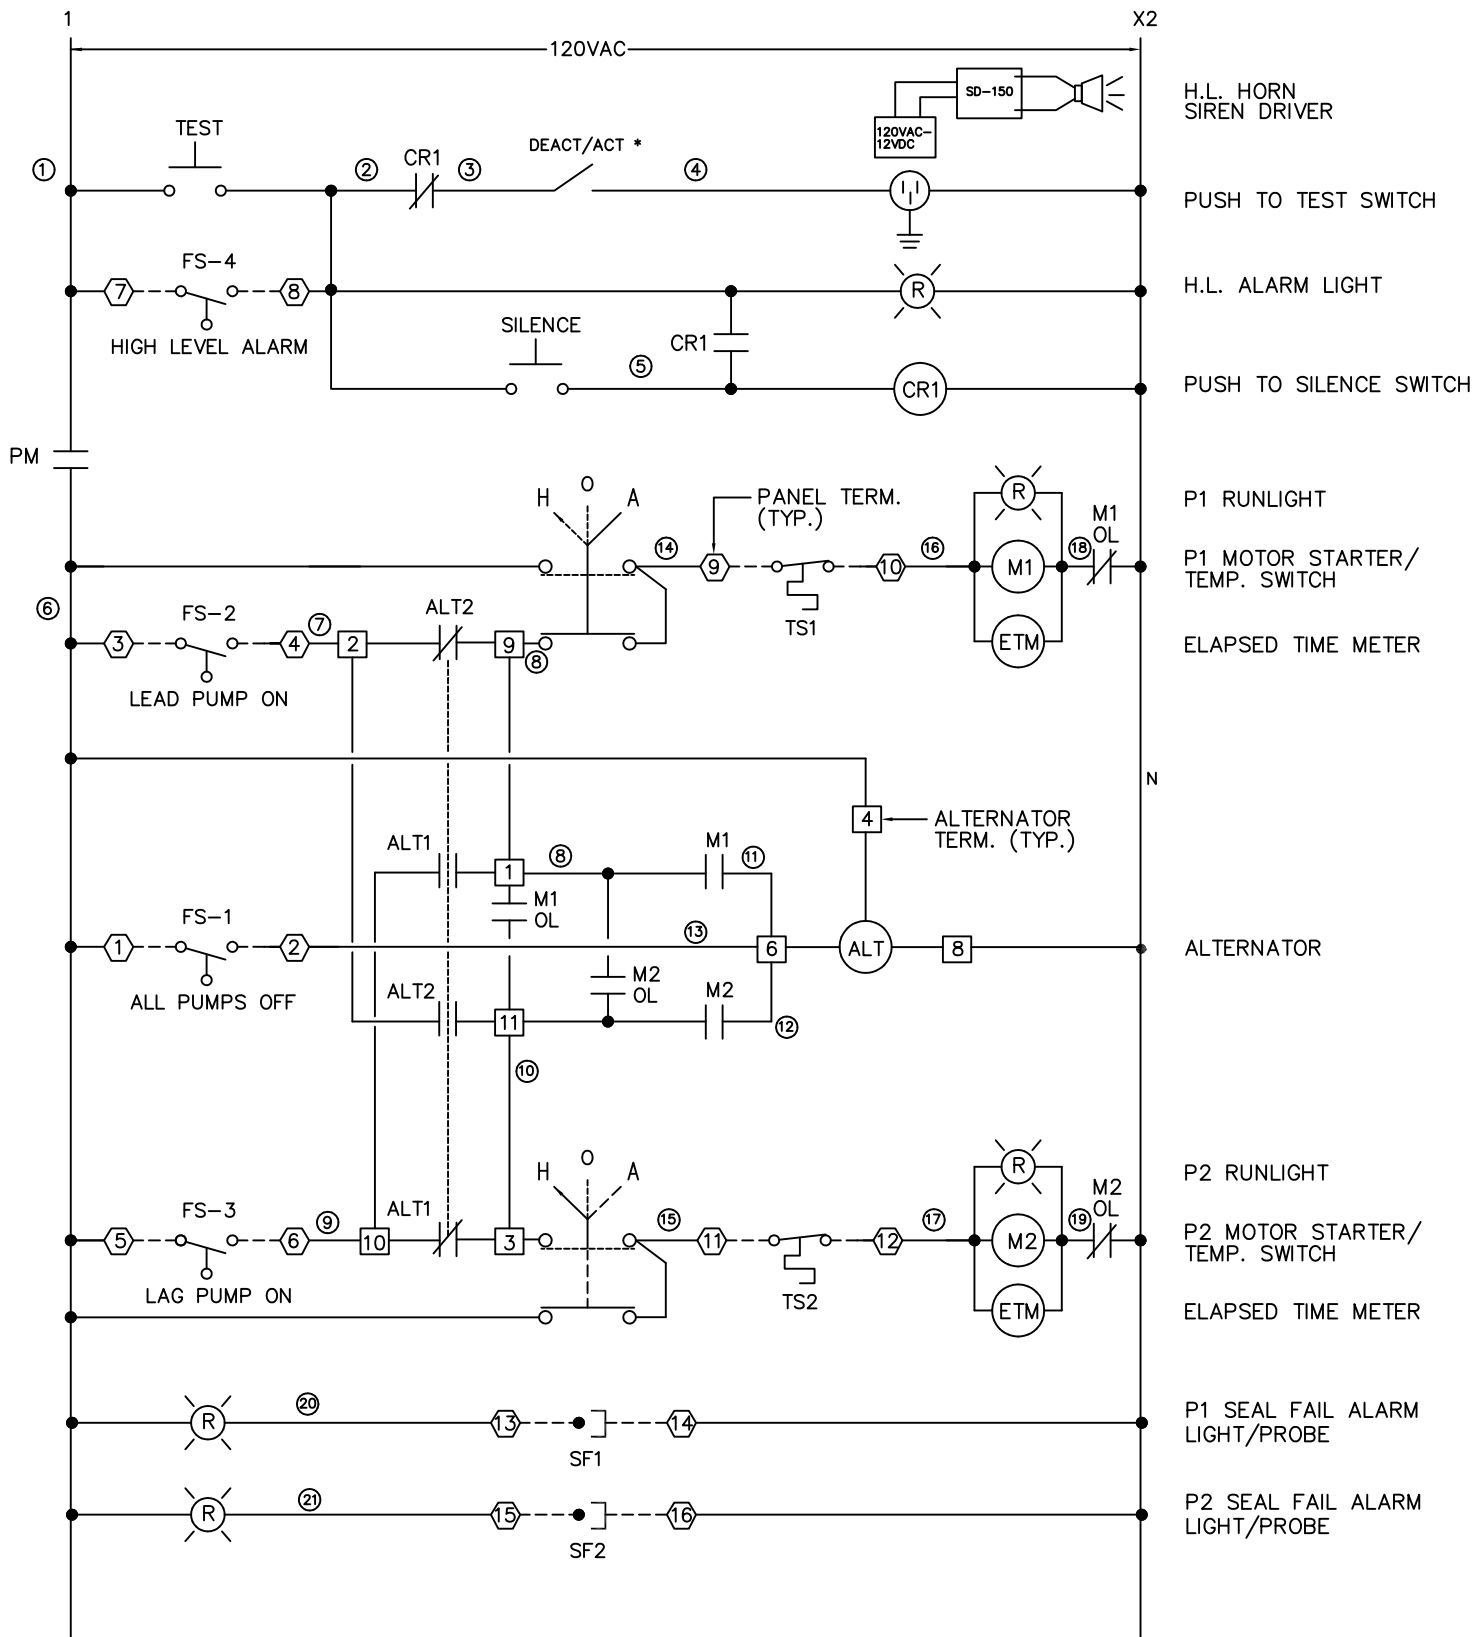 1
X2
120VAC
SD-150
H.L. HORN
SIREN DRIVER
120VAC-
12VDC
TEST
DEACT/ACT *
1
2
CR1
3
4
PUSH TO TEST SWITCH
FS-4
7
8
R
H.L. ALARM LIGHT
HIGH LEVEL ALARM
SILENCE
CR1
5
CR1
PUSH TO SILENCE SWITCH
PM
H
O
A
PANEL TERM.
(TYP.)
R
P1 RUNLIGHT
14
9
10
16
M1
18
M1
OL
P1 MOTOR STARTER/
TEMP. SWITCH
TS1
6
FS-2
3
4
7
2
ALT2
9
8
ETM
ELAPSED TIME METER
LEAD PUMP ON
N
4
ALTERNATOR
TERM. (TYP.)
ALT1
1
8
M1
11
M1
OL
FS-1
1
2
13
6
ALT
8
ALTERNATOR
ALL PUMPS OFF
ALT2
M2
OL
M2
11
12
10
H
O
A
R
P2 RUNLIGHT
FS-3
5
6
9
10
ALT1
3
15
11
12
17
M2
19
M2
OL
P2 MOTOR STARTER/
TEMP. SWITCH
LAG PUMP ON
TS2
ETM
ELAPSED TIME METER
R
20
13
14
P1 SEAL FAIL ALARM
LIGHT/PROBE
SF1
R
21
15
16
P2 SEAL FAIL ALARM
LIGHT/PROBE
SF2